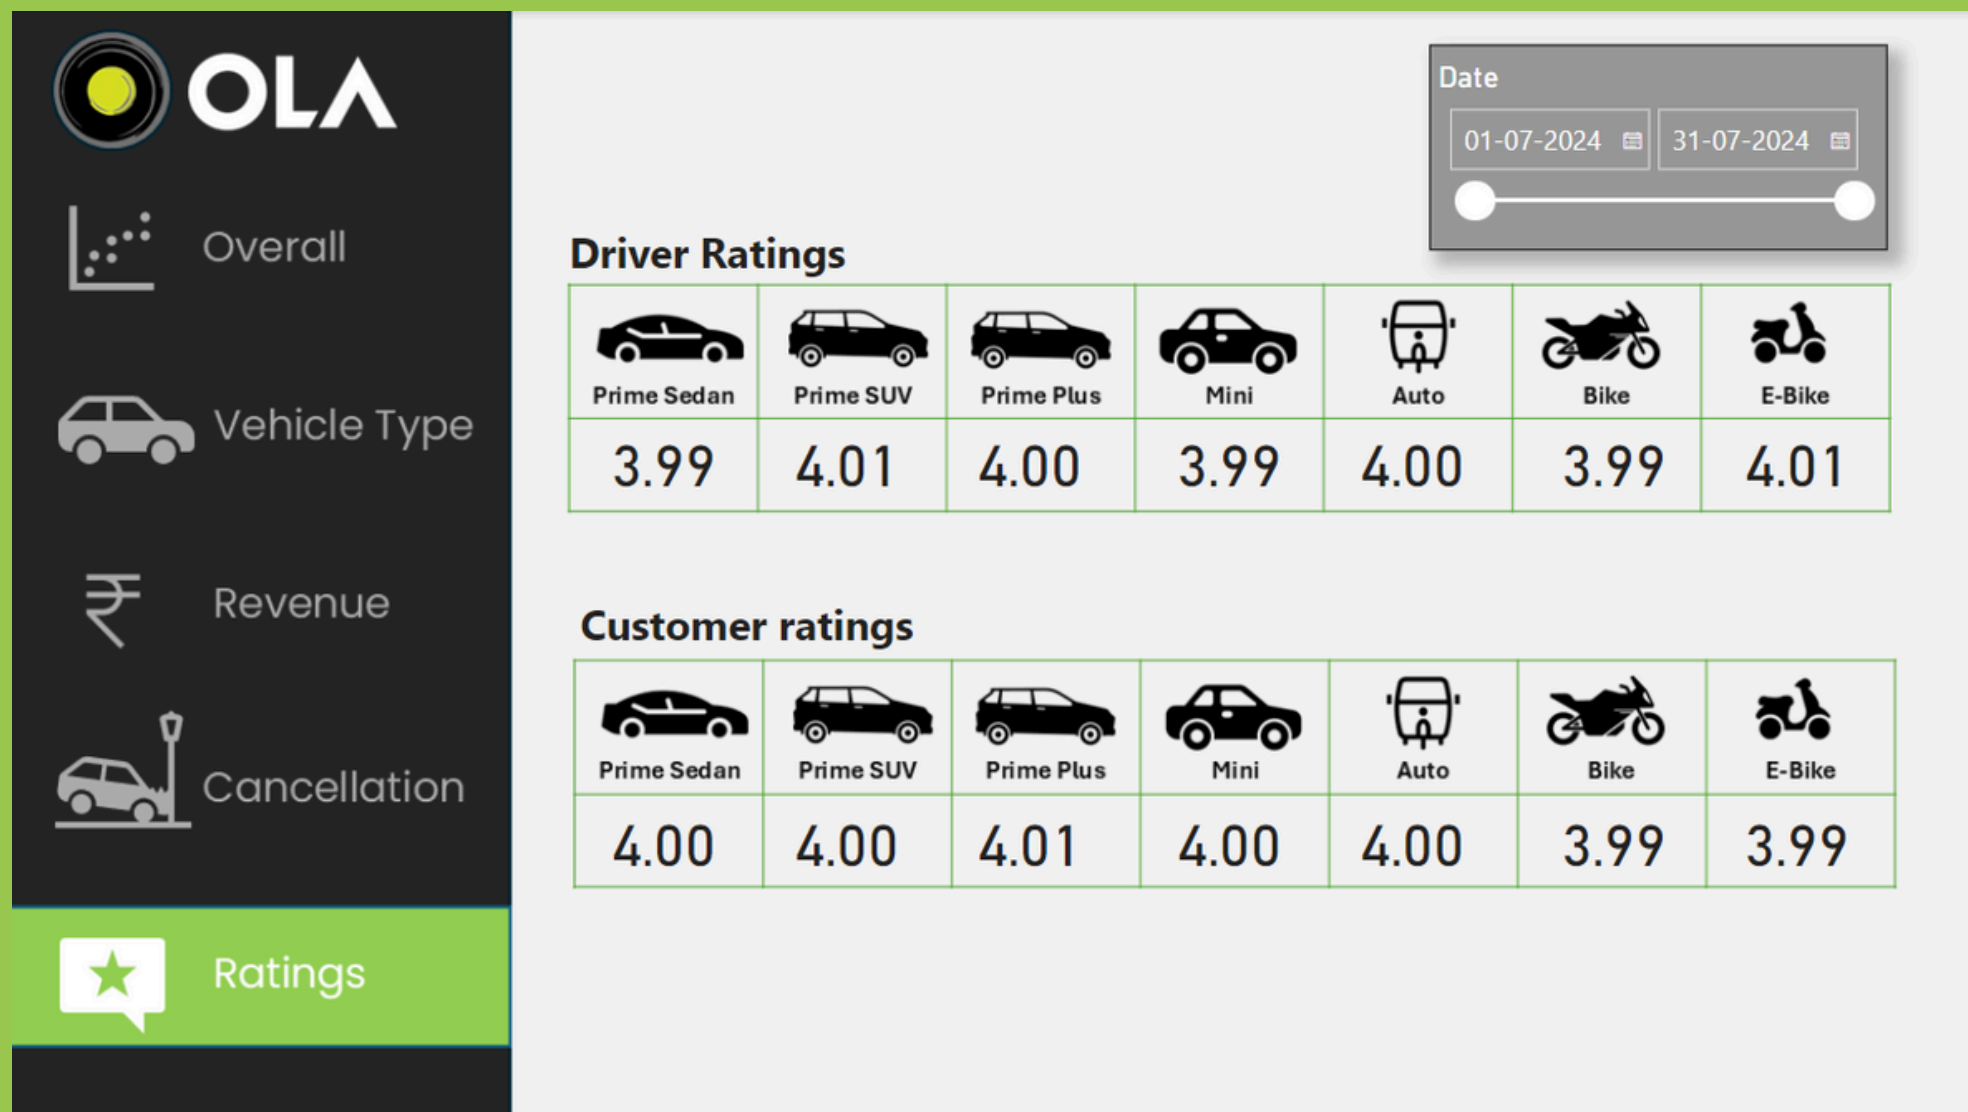 OLA
Overall
Vehicle Type
Revenue
Cancellation
Ratings
Date
01-07-2024 31-07-2024
Driver Ratings
Prime Sedan Prime SUV Prime Plus Mini Auto Bike E-Bike
3.99 4.01 4.00 3.99 4.00 3.99 4.01
Customer ratings
Prime Sedan Prime SUV Prime Plus Mini Auto Bike E-Bike
4.00 4.00 4.01 4.00 4.00 3.99 3.99